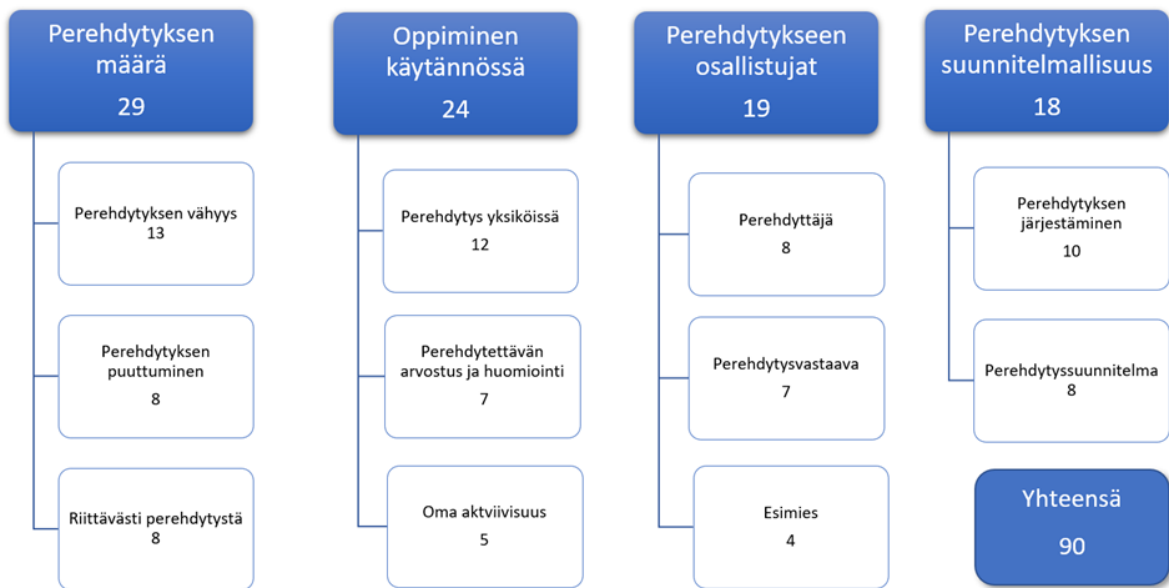 Perehdytyksen
määrä
29
Perehdytyksen vähyys
13
Perehdytyksen
puuttuminen
8
Riittävästi perehdytystä
8
Oppiminen
käytännössä
24
Perehdytys yksiköissä
12
Perehdytettävän
arvostus ja huomiointi
7
Oma aktviivisuus
5
Perehdytykseen
osallistujat
19
Perehdyttäjä
8
Perehdytysvastaava
7
Esimies
4
Perehdytyksen
suunnitelmallisuus
18
Perehdytyksen
järjestäminen
10
Perehdytyssuunnitelma
8
Yhteensä
90